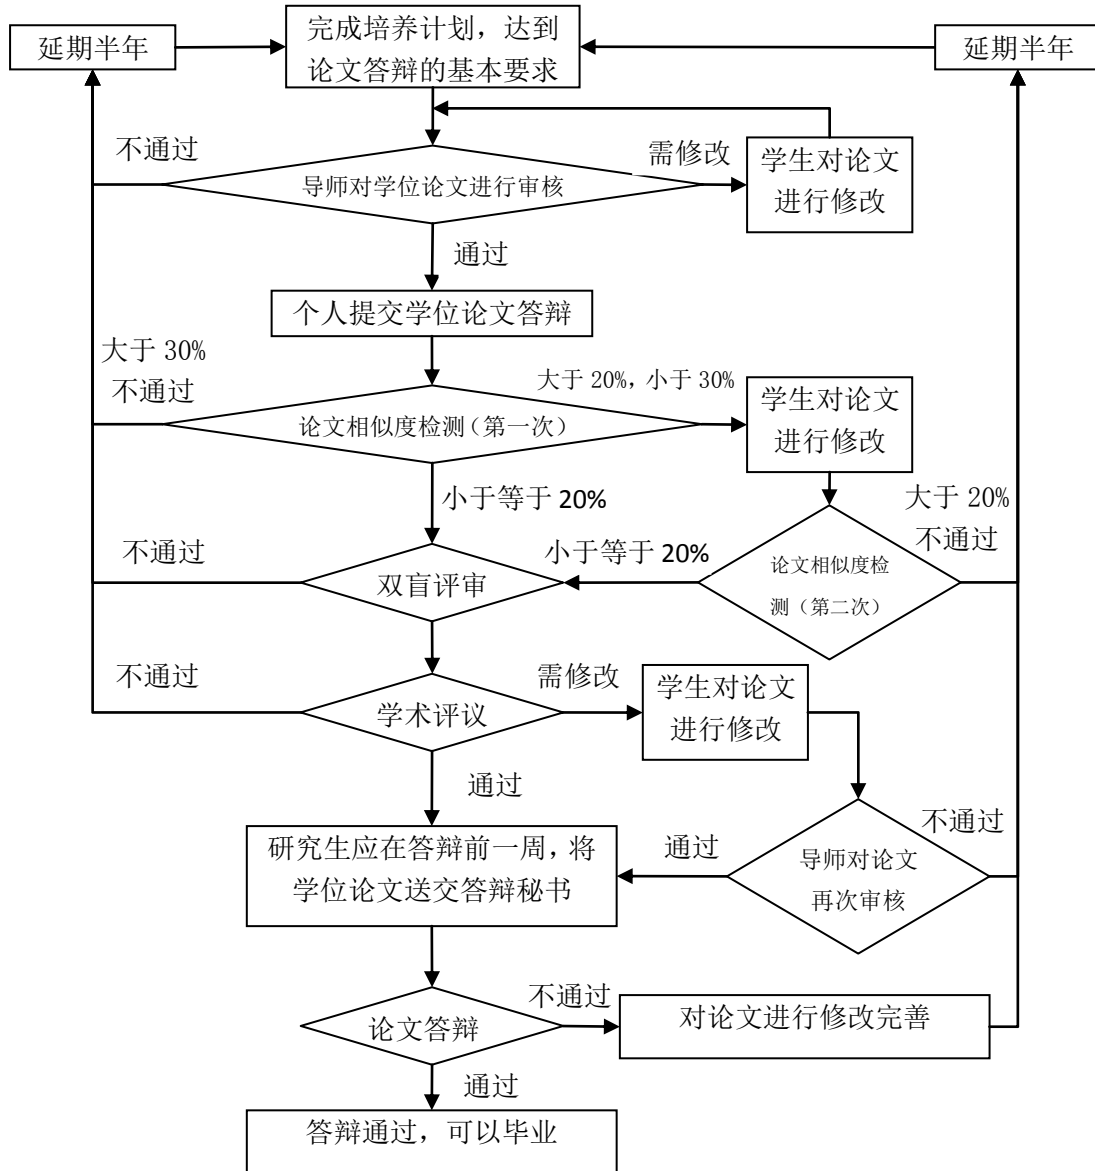 延期半年
完成培养计划，达到
论文答辩的基本要求
延期半年
不通过
需修改
导师对学位论文进行审核
学生对论文
进行修改
通过
个人提交学位论文答辩
大于 30%
不通过
大于 20%，小于 30%
论文相似度检测（第一次）
学生对论文
进行修改
小于等于 20%
大于 20%
不通过
不通过
双盲评审
小于等于 20%
论文相似度检
测（第二次）
不通过
学术评议
需修改
学生对论文
进行修改
通过
研究生应在答辩前一周，将
学位论文送交答辩秘书
通过
导师对论文
再次审核
不通过
论文答辩
不通过
对论文进行修改完善
通过
答辩通过，可以毕业